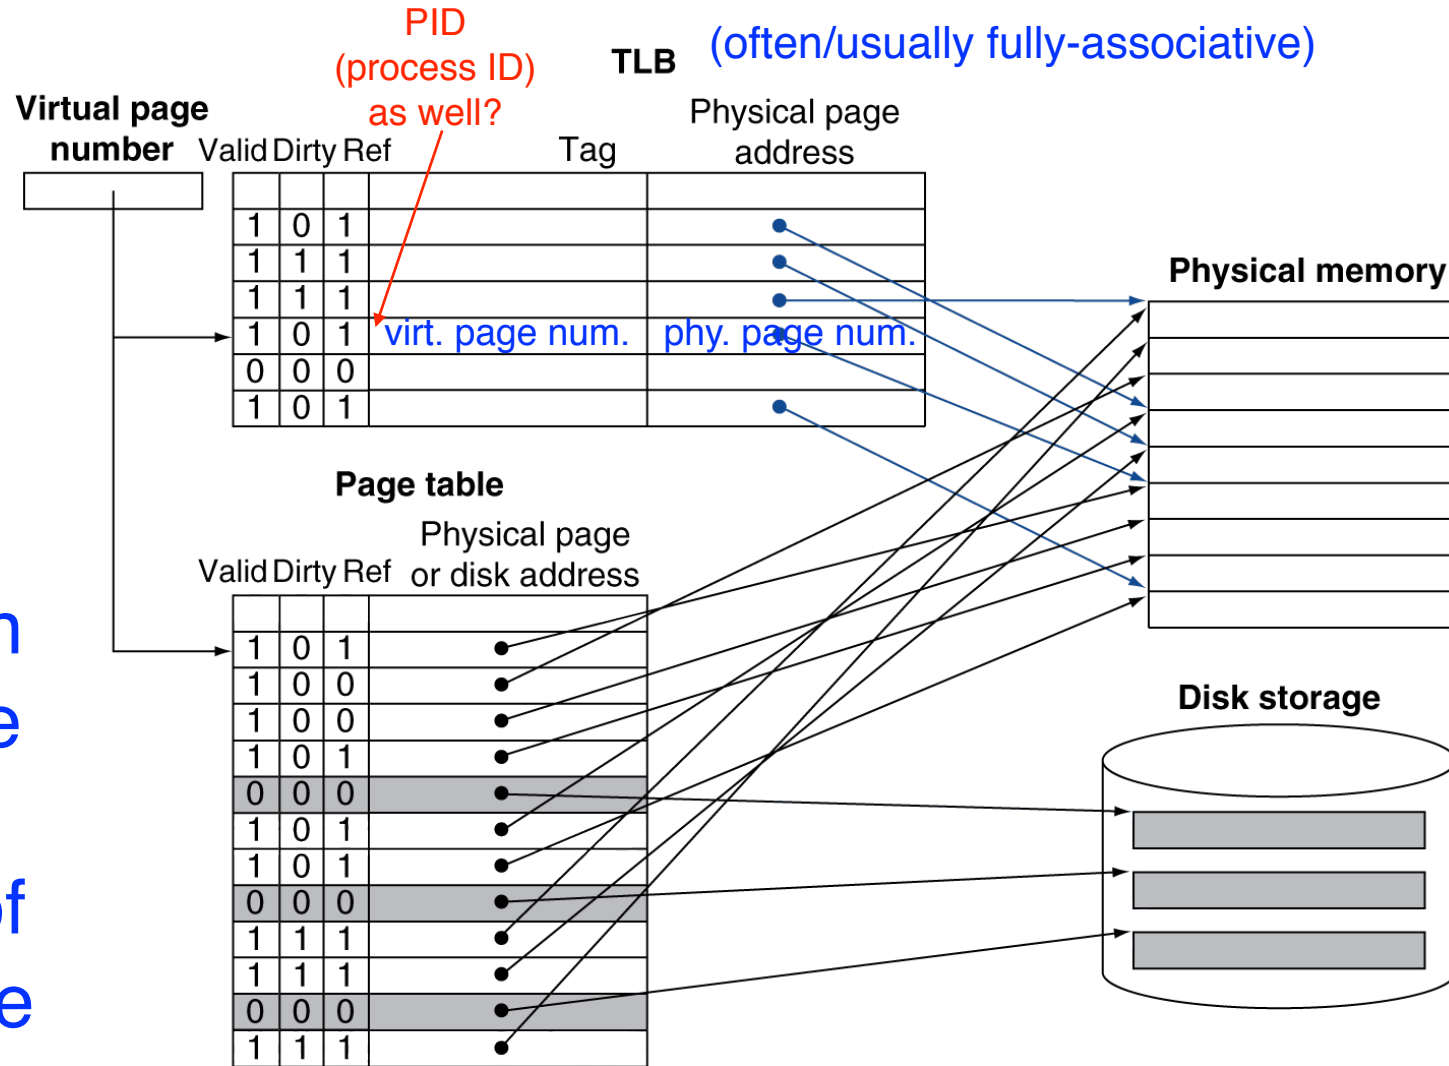 PID
(process ID)
as well?
TLB
(often/usually fully-associative)
Virtual page
number
Valid Dirty Ref
Tag
Physical page
address
1 0 1
1 1 1
1 1 1
1 0 1 virt. page num. phy. page num.
0 0 0
1 0 1
Physical memory
Page table
Physical page
or disk address
Valid Dirty Ref
1 0 1
1 0 0
1 0 0
1 0 1
0 0 0
1 0 1
1 0 1
0 0 0
1 1 1
1 1 1
0 0 0
1 1 1
Disk storage